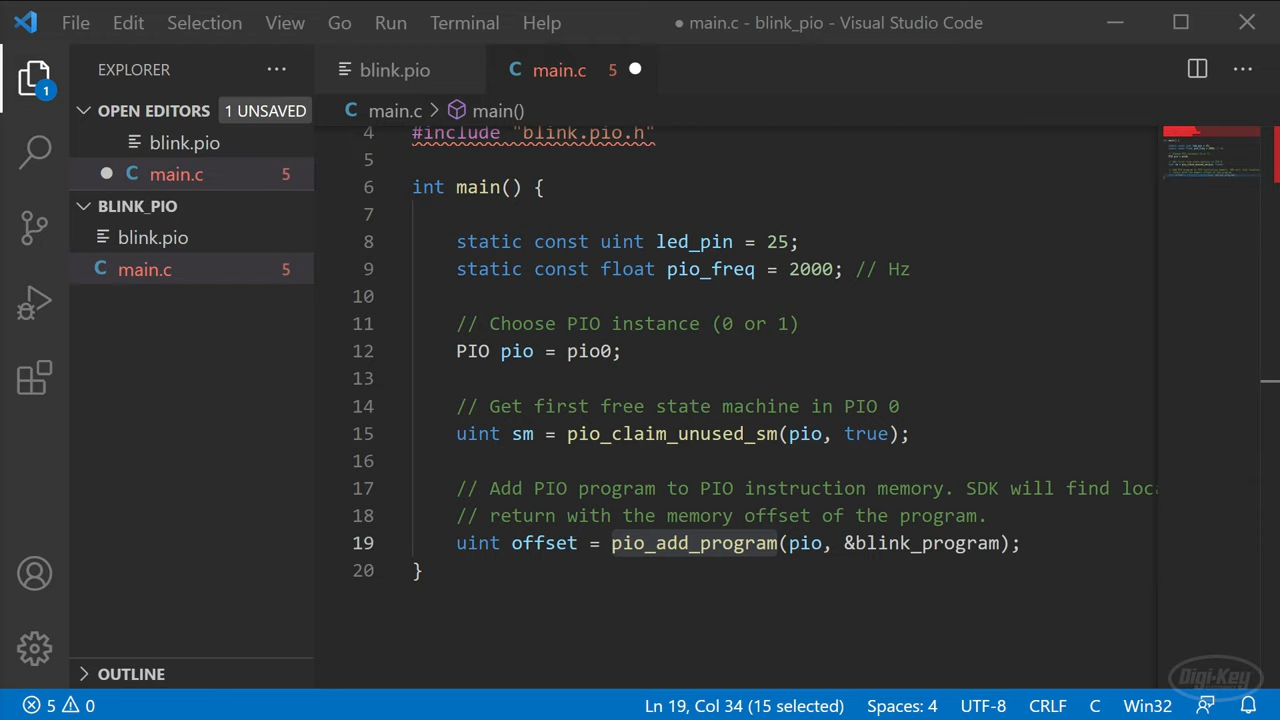 File Edit Selection View Go Run Terminal Help ● main.c - blink_pio - Visual Studio Code
EXPLORER ···
blink.pio
C main.c 5
OPEN EDITORS 1 UNSAVED
C main.c > main()
blink.pio
C main.c 5
BLINK_PIO
blink.pio
C main.c 5
1
4 #include "blink.pio.h"
5
6 int main() {
7
8 static const uint led_pin = 25;
9 static const float pio_freq = 2000; // Hz
10
11 // Choose PIO instance (0 or 1)
12 PIO pio = pio0;
13
14 // Get first free state machine in PIO 0
15 uint sm = pio_claim_unused_sm(pio, true);
16
17 // Add PIO program to PIO instruction memory. SDK will find loca
18 // return with the memory offset of the program.
19 uint offset = pio_add_program(pio, &blink_program);
20 }
OUTLINE
Digi-Key
5 0 Ln 19, Col 34 (15 selected) Spaces: 4 UTF-8 CRLF C Win32